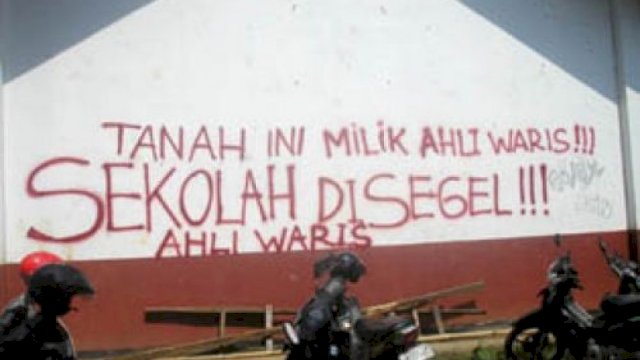 TANAH INI MILIK AHLI WARIS!!!
SEKOLAH DISEGEL!!!
AHLI WARIS